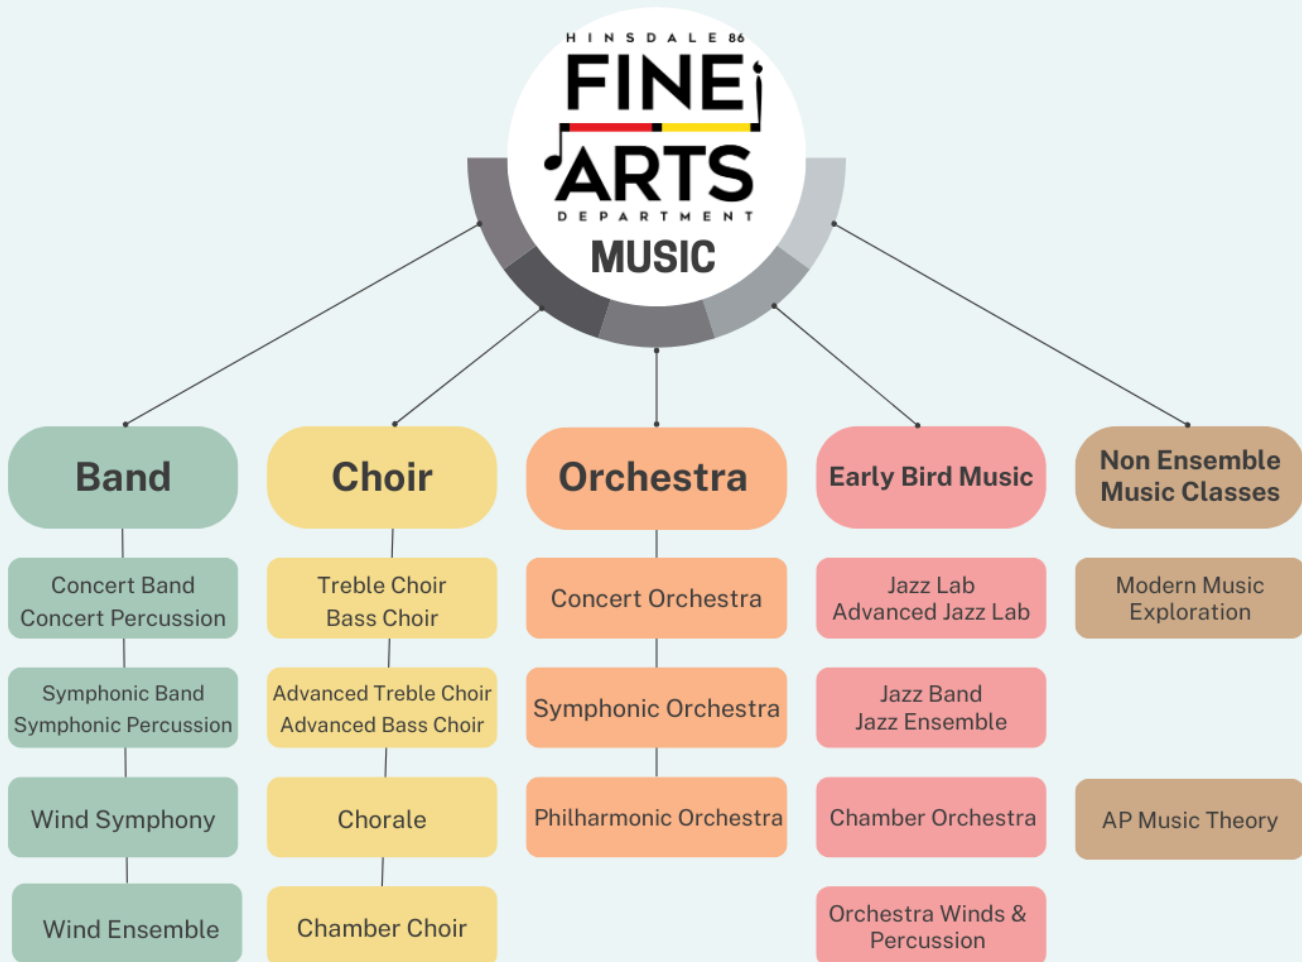 HINSDALE 86
FINE
ARTS
DEPARTMENT
MUSIC
Band
Concert Band
Concert Percussion
Symphonic Band
Symphonic Percussion
Wind Symphony
Wind Ensemble
Choir
Treble Choir
Bass Choir
Advanced Treble Choir
Advanced Bass Choir
Chorale
Chamber Choir
Orchestra
Concert Orchestra
Symphonic Orchestra
Philharmonic Orchestra
Early Bird Music
Jazz Lab
Advanced Jazz Lab
Jazz Band
Jazz Ensemble
Chamber Orchestra
Orchestra Winds &
Percussion
Non Ensemble
Music Classes
Modern Music
Exploration
AP Music Theory